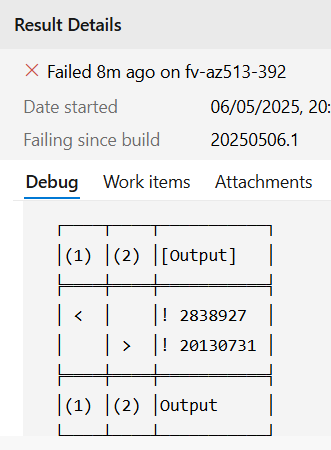 Result Details
Failed 8m ago on fv-az513-392
Date started 06/05/2025, 20:
Failing since build 20250506.1
Debug Work items Attachments
(1) (2) [Output]
< ! 2838927
> ! 20130731
(1) (2) Output